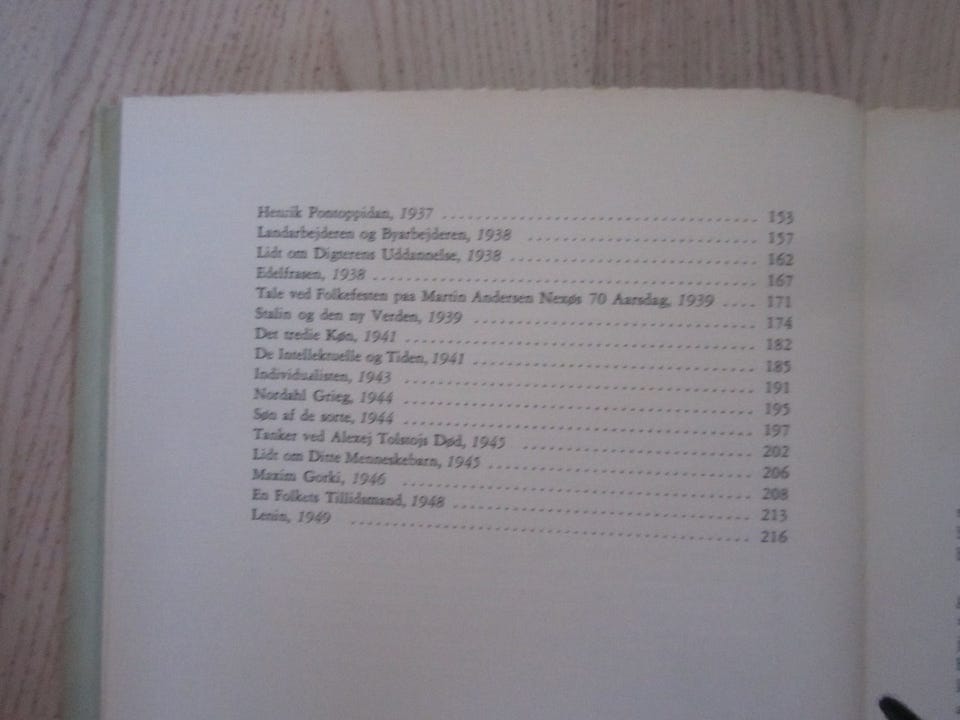 Henrik Pontoppidan, 1937 ........ 153
Landarbejderen og Byarbejderen, 1938 ........ 157
Lidt om Digterens Uddannelse, 1938 ........ 162
Edelfrasen, 1938 ........ 167
Tale ved Folkefesten paa Martin Andersen Nexøs 70 Aarsdag, 1939 .... 171
Stalin og den ny Verden, 1939 ........ 174
Det tredie Køn, 1941 ........ 182
De Intellektuelle og Tiden, 1941 ........ 185
Individualisten, 1943 ........ 191
Nordahl Grieg, 1944 ........ 195
Søn af de sorte, 1944 ........ 197
Tanker ved Alexej Tolstojs Død, 1945 ........ 202
Lidt om Ditte Menneskebarn, 1945 ........ 206
Maxim Gorki, 1946 ........ 208
En Folkets Tillidsmand, 1948 ........ 213
Lenin, 1949 ........ 216